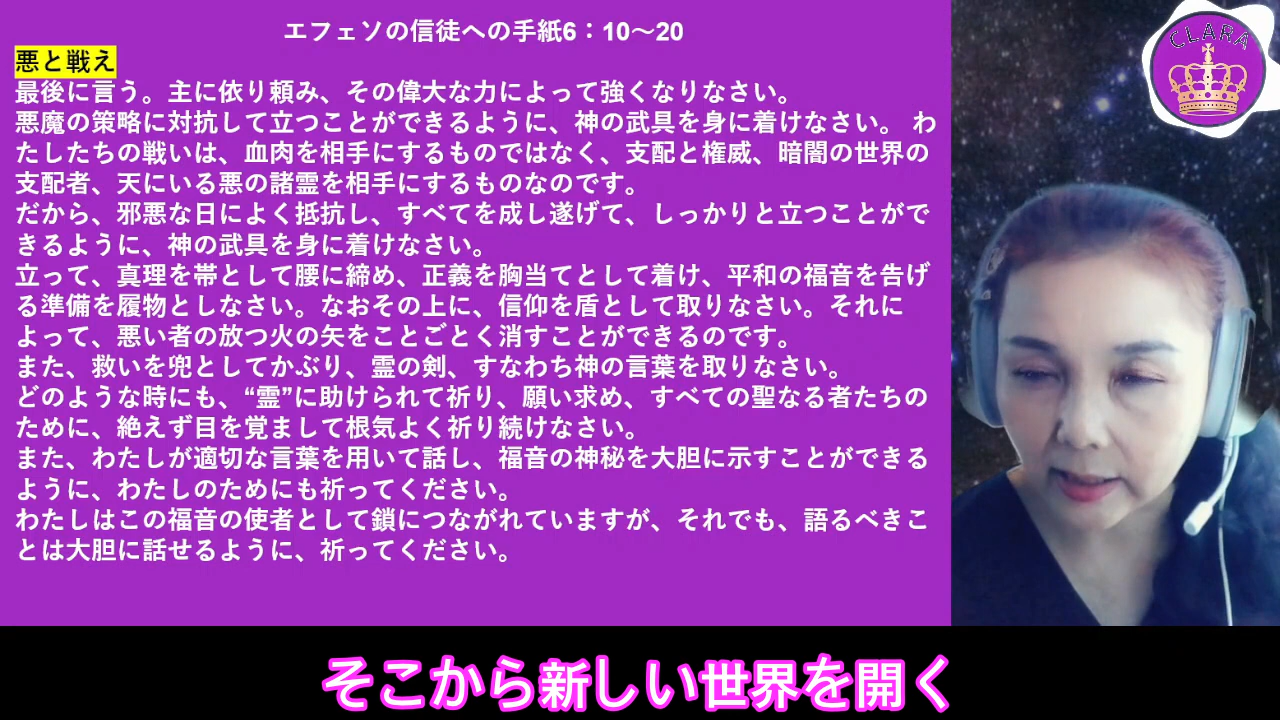 エフェソの信徒への手紙6：10〜20
悪と戦え
最後に言う。主に依り頼み、その偉大な力によって強くなりなさい。
悪魔の策略に対抗して立つことができるように、神の武具を身に着けなさい。 わ
たしたちの戦いは、血肉を相手にするものではなく、支配と権威、暗闇の世界の
支配者、天にいる悪の諸霊を相手にするものなのです。
だから、邪悪な日によく抵抗し、すべてを成し遂げて、しっかりと立つことがで
きるように、神の武具を身に着けなさい。
立って、真理を帯として腰に締め、正義を胸当てとして着け、平和の福音を告げ
る準備を履物としなさい。なおその上に、信仰を盾として取りなさい。それに
よって、悪い者の放つ火の矢をことごとく消すことができるのです。
また、救いを兜としてかぶり、霊の剣、すなわち神の言葉を取りなさい。
どのような時にも、“霊”に助けられて祈り、願い求め、すべての聖なる者たちの
ために、絶えず目を覚まして根気よく祈り続けなさい。
また、わたしが適切な言葉を用いて話し、福音の神秘を大胆に示すことができる
ように、わたしのためにも祈ってください。
わたしはこの福音の使者として鎖につながれていますが、それでも、語るべきこ
とは大胆に話せるように、祈ってください。
CLARA
そこから新しい世界を開く